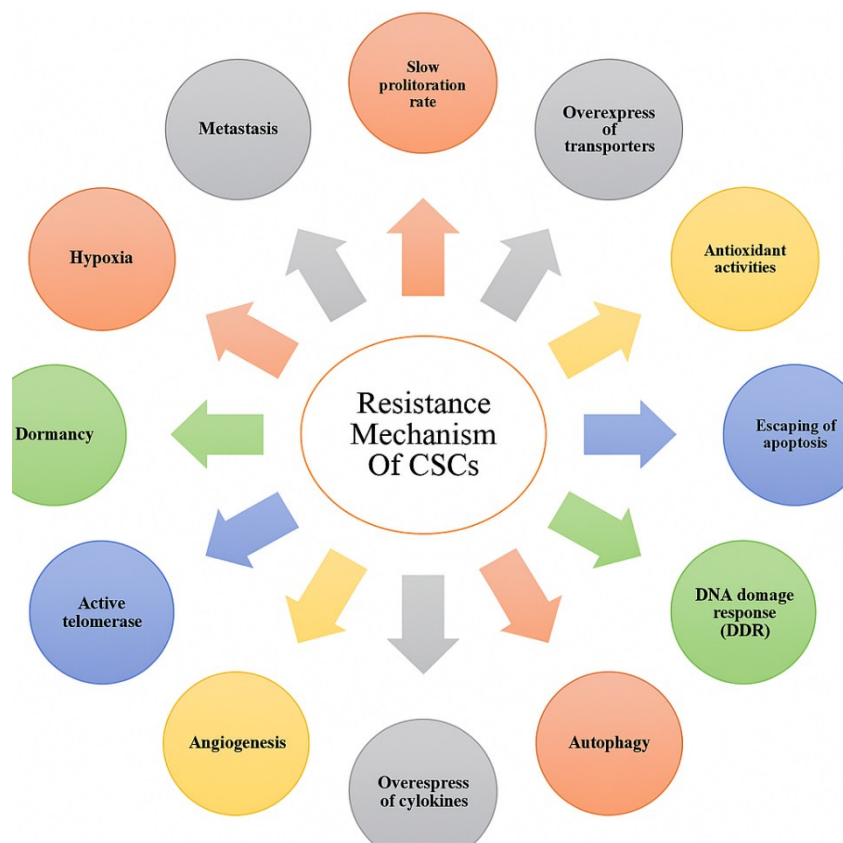 Resistance
Mechanism
Of CSCs
Slow
prolitoration
rate
Overexpress
of
transporters
Antioxidant
activities
Escaping of
apoptosis
DNA domage
response
(DDR)
Autophagy
Overespress
of cylokines
Angiogenesis
Active
telomerase
Dormancy
Hypoxia
Metastasis